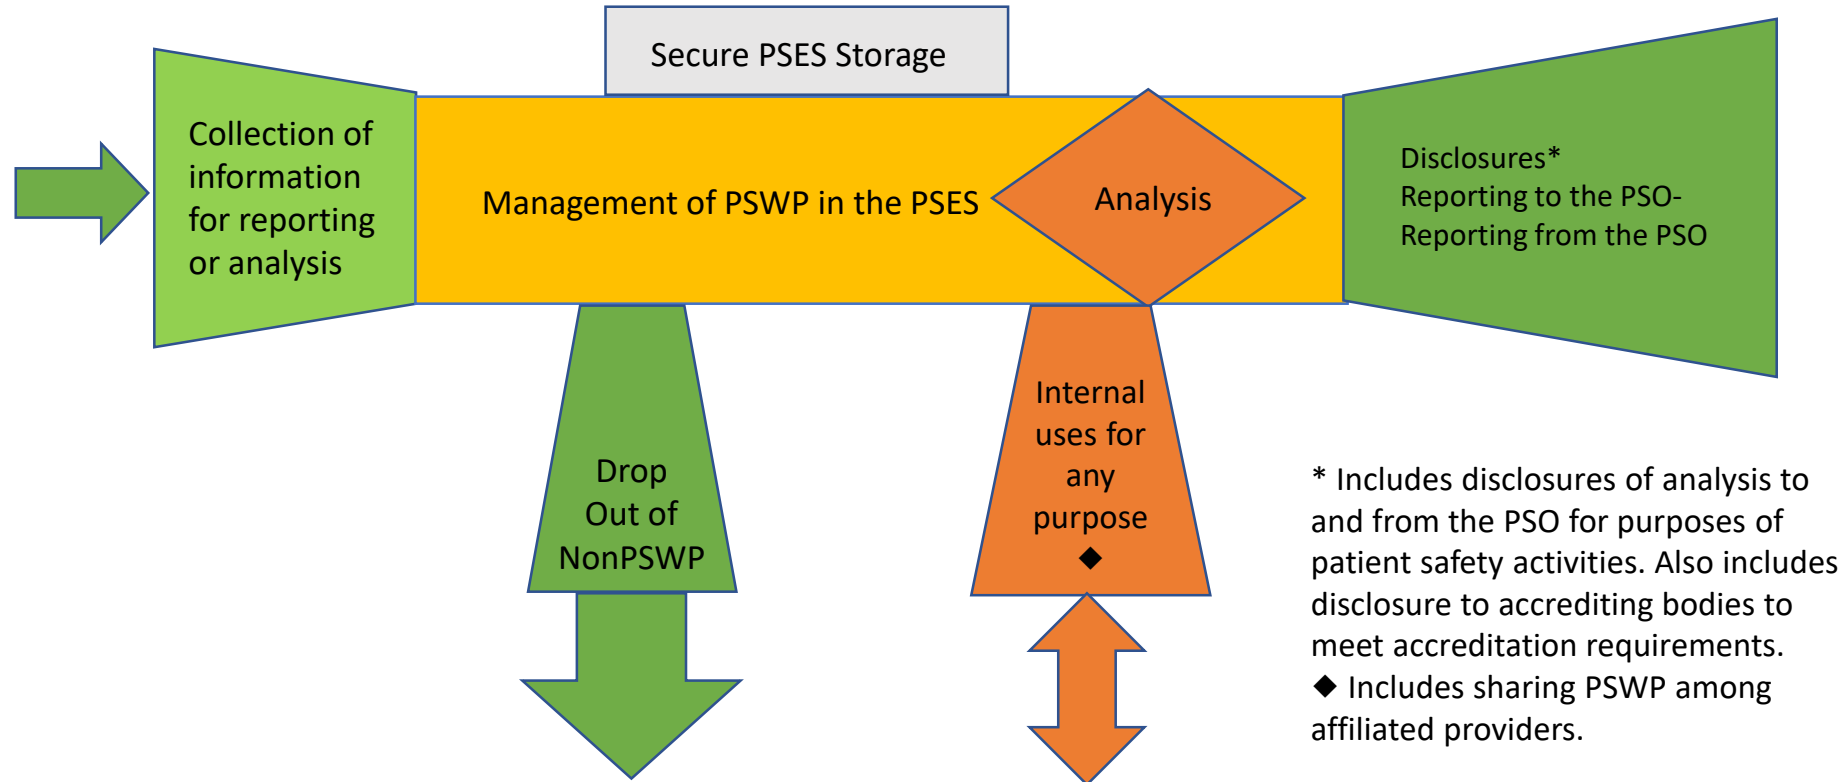 Secure PSES Storage
Collection of
information
for reporting
or analysis
Management of PSWP in the PSES
Analysis
Disclosures*
Reporting to the PSO-
Reporting from the PSO
Drop
Out of
NonPSWP
Internal
uses for
any
purpose
◆
* Includes disclosures of analysis to
and from the PSO for purposes of
patient safety activities. Also includes
disclosure to accrediting bodies to
meet accreditation requirements.
◆ Includes sharing PSWP among
affiliated providers.